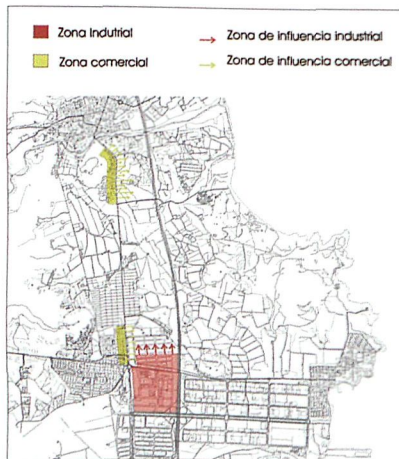 Zona Indutrial
Zona de influencia industrial
Zona comercial
Zona de influencia comercial